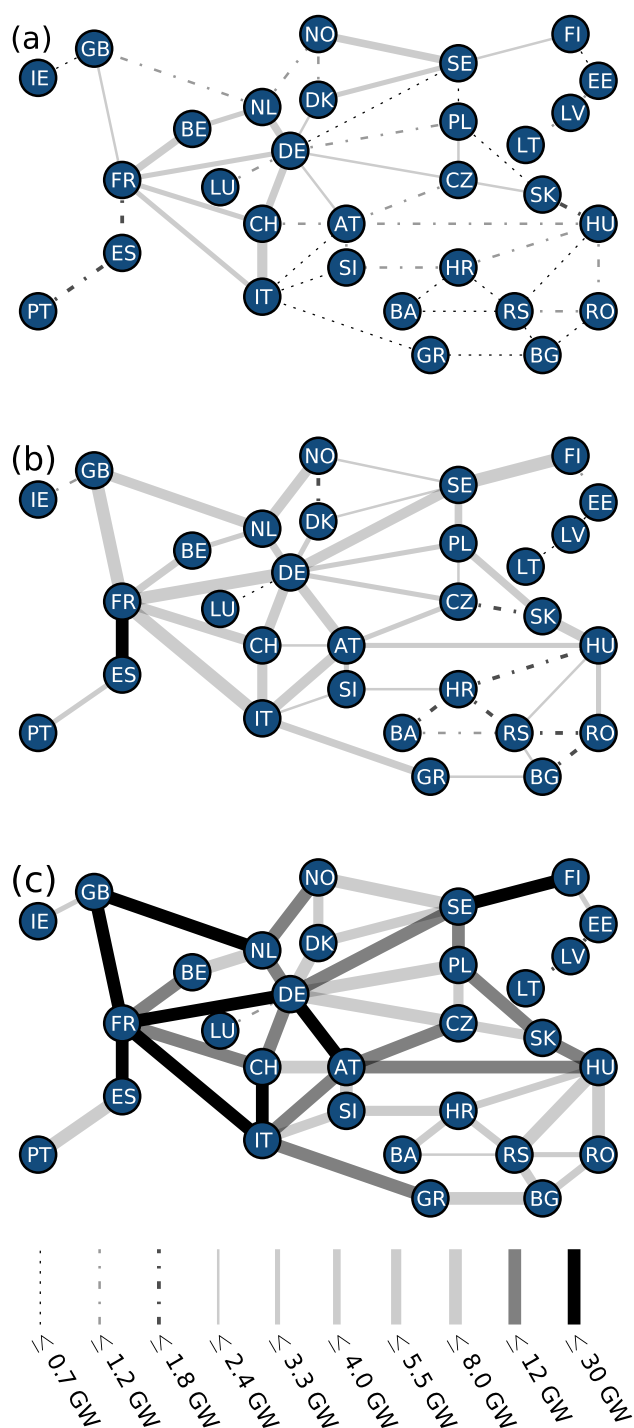 (a)
NO
FI
GB
SE
IE
EE
NL
DK
LV
PL
BE
DE
LT
FR
LU
CZ
SK
CH
AT
HU
ES
SI
HR
IT
PT
BA
RS
RO
GR
BG
(b)
NO
FI
GB
SE
IE
EE
NL
DK
LV
PL
BE
DE
LT
FR
LU
CZ
SK
CH
AT
HU
ES
SI
HR
IT
PT
BA
RS
RO
GR
BG
(c)
NO
FI
GB
SE
IE
EE
NL
DK
LV
PL
BE
DE
LT
FR
LU
CZ
SK
CH
AT
HU
ES
SI
HR
IT
PT
BA
RS
RO
GR
BG
≤ 0.7 GW
≤ 1.2 GW
≤ 1.8 GW
≤ 2.4 GW
≤ 3.3 GW
≤ 4.0 GW
≤ 5.5 GW
≤ 8.0 GW
≤ 12 GW
≤ 30 GW